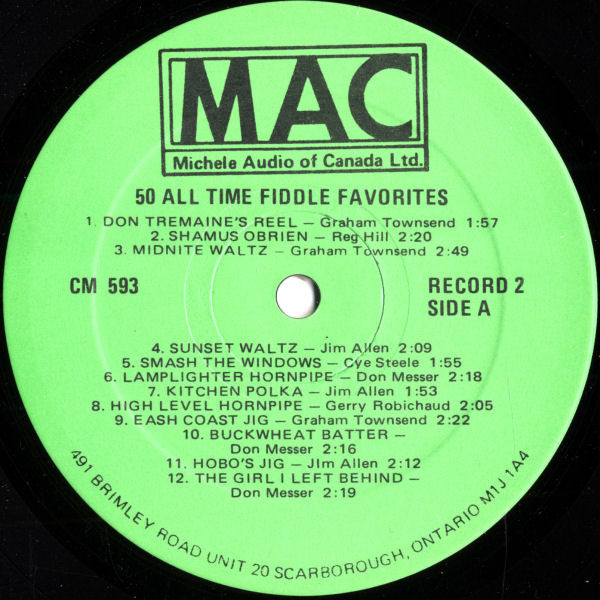 MAC
Michele Audio of Canada Ltd.
50 ALL TIME FIDDLE FAVORITES
1. DON TREMAINE'S REEL – Graham Townsend 1:57
2. SHAMUS OBRIEN – Reg Hill 2:20
3. MIDNITE WALTZ – Graham Townsend 2:49
CM 593
RECORD 2
SIDE A
4. SUNSET WALTZ – Jim Allen 2:09
5. SMASH THE WINDOWS – Cye Steele 1:55
6. LAMPLIGHTER HORNPIPE – Don Messer 2:18
7. KITCHEN POLKA – Jim Allen 1:53
8. HIGH LEVEL HORNPIPE – Gerry Robichaud 2:05
9. EASH COAST JIG – Graham Townsend 2:22
10. BUCKWHEAT BATTER –
Don Messer 2:16
11. HOBO'S JIG – JIm Allen 2:12
12. THE GIRL I LEFT BEHIND –
Don Messer 2:19
491 BRIMLEY ROAD UNIT 20 SCARBOROUGH, ONTARIO M1J 1A4